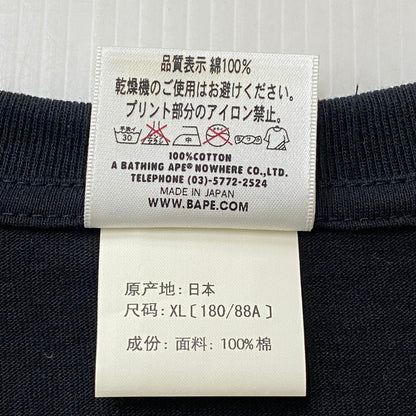 品質表示 綿100%
乾燥機のご使用はお避けください。
プリント部分のアイロン禁止。
手洗イ 30 中
100%COTTON
A BATHING APE® NOWHERE CO.,LTD.
TELEPHONE (03)-5772-2524
MADE IN JAPAN
WWW.BAPE.COM
原产地:日本
尺码:XL[180/88A]
成份:面料:100%棉